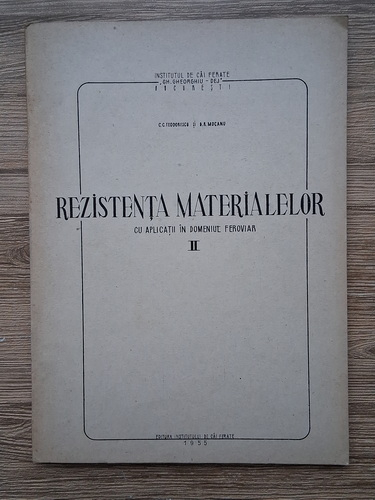 INSTITUTUL DE CĂI FERATE
„GH. GHEORGHIU - DEJ”
BUCUREȘTI
C.C. TEODORESCU ȘI D.R. MOCANU
REZISTENȚA MATERIALELOR
CU APLICAȚII ÎN DOMENIUL FEROVIAR
II
EDITURA INSTITUTULUI DE CĂI FERATE
1955